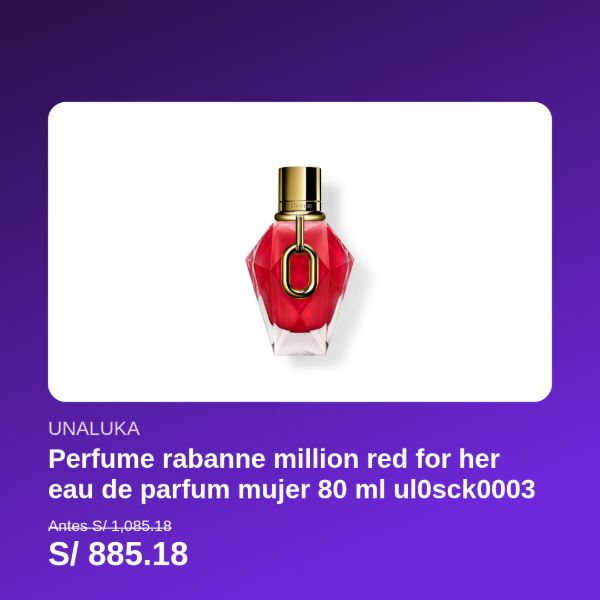 UNALUKA
Perfume rabanne million red for her
eau de parfum mujer 80 ml ul0sck0003
Antes S/ 1,085.18
S/ 885.18